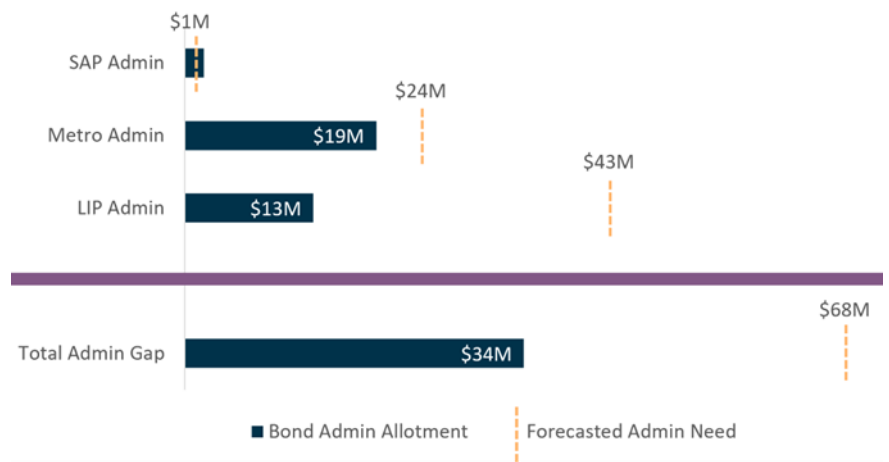 $1M
SAP Admin
$24M
Metro Admin
$19M
$43M
LIP Admin
$13M
$68M
Total Admin Gap
$34M
Bond Admin Allotment
Forecasted Admin Need